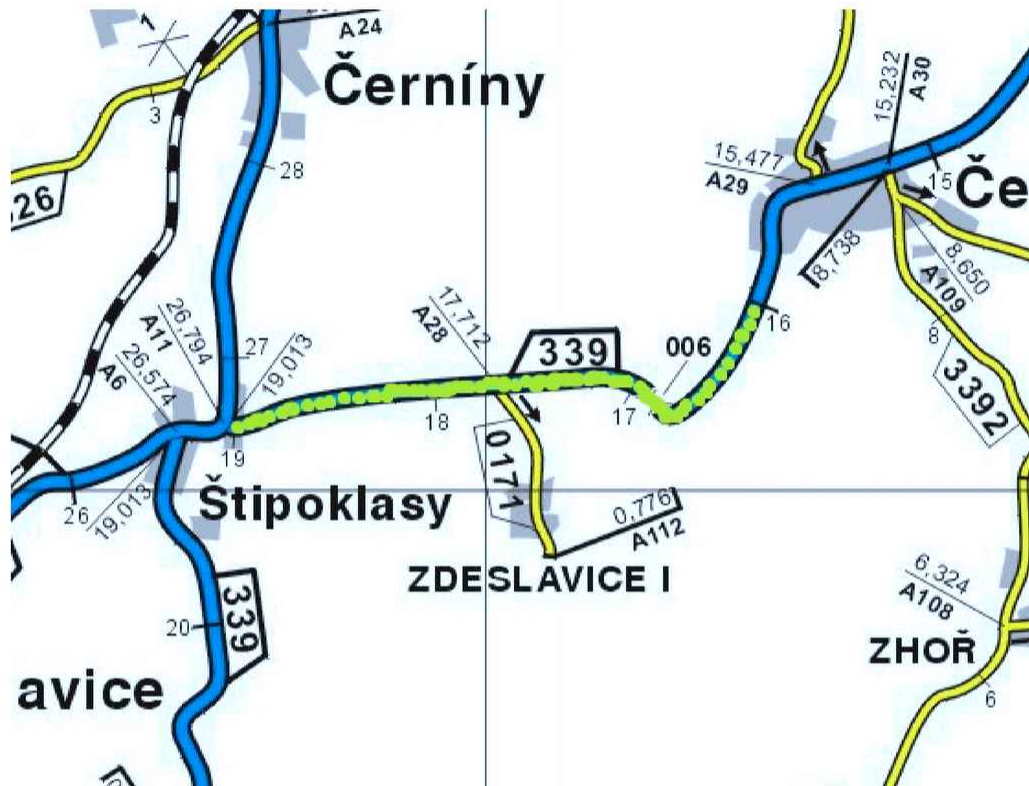 1
A24
Černíny
3
28
26
15,232
A30
15,477
A29
15
Če
8,738
8,650
A109
8
3392
17,712
A28
26,794
A11
26,574
A6
27
19,013
339
006
16
17
18
19
0171
26
19,013
Štipoklasy
0,776
A112
ZDESLAVICE I
6,324
A108
ZHOŘ
6
20
339
avice